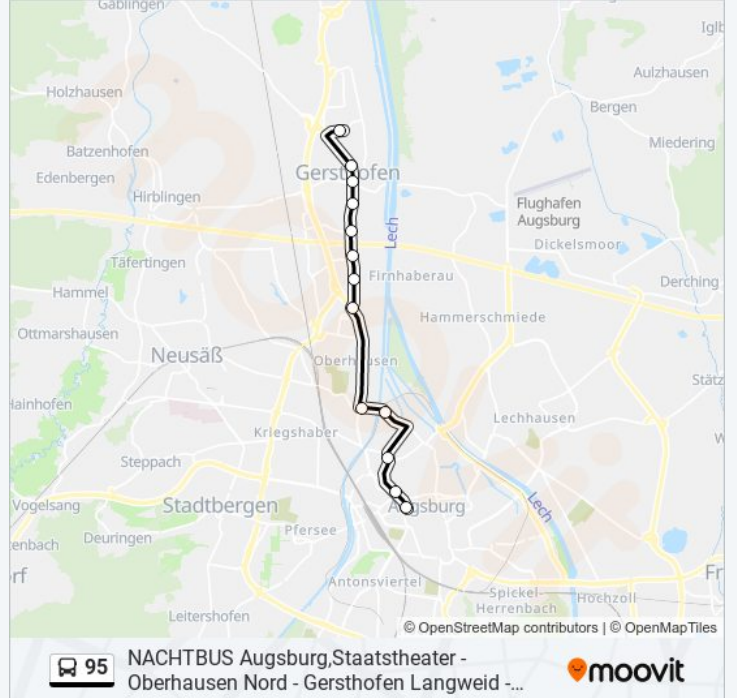 Gablingen
Iglb
Aulzhausen
Holzhausen
Bergen
Miedering
Batzenhofen
Edenbergen
Gersthofen
Hirblingen
Flughafen
Augsburg
Lech
Dickelsmoor
Täfertingen
Firnhaberau
Derching
Hammel
Hammerschmiede
Ottmarshausen
Neusäß
Oberhausen
Stätz
Hainhofen
Lechhausen
Kriegshaber
Steppach
Vogelsang
Stadtbergen
Augsburg
Lech
Pfersee
Deuringen
enbach
rf
Fr
Antonsviertel
Spickel-
Herrenbach
Hochzoll
Leitershofen
© OpenStreetMap contributors | © OpenMapTiles
95
NACHTBUS Augsburg,Staatstheater -
Oberhausen Nord - Gersthofen Langweid -...
moovit